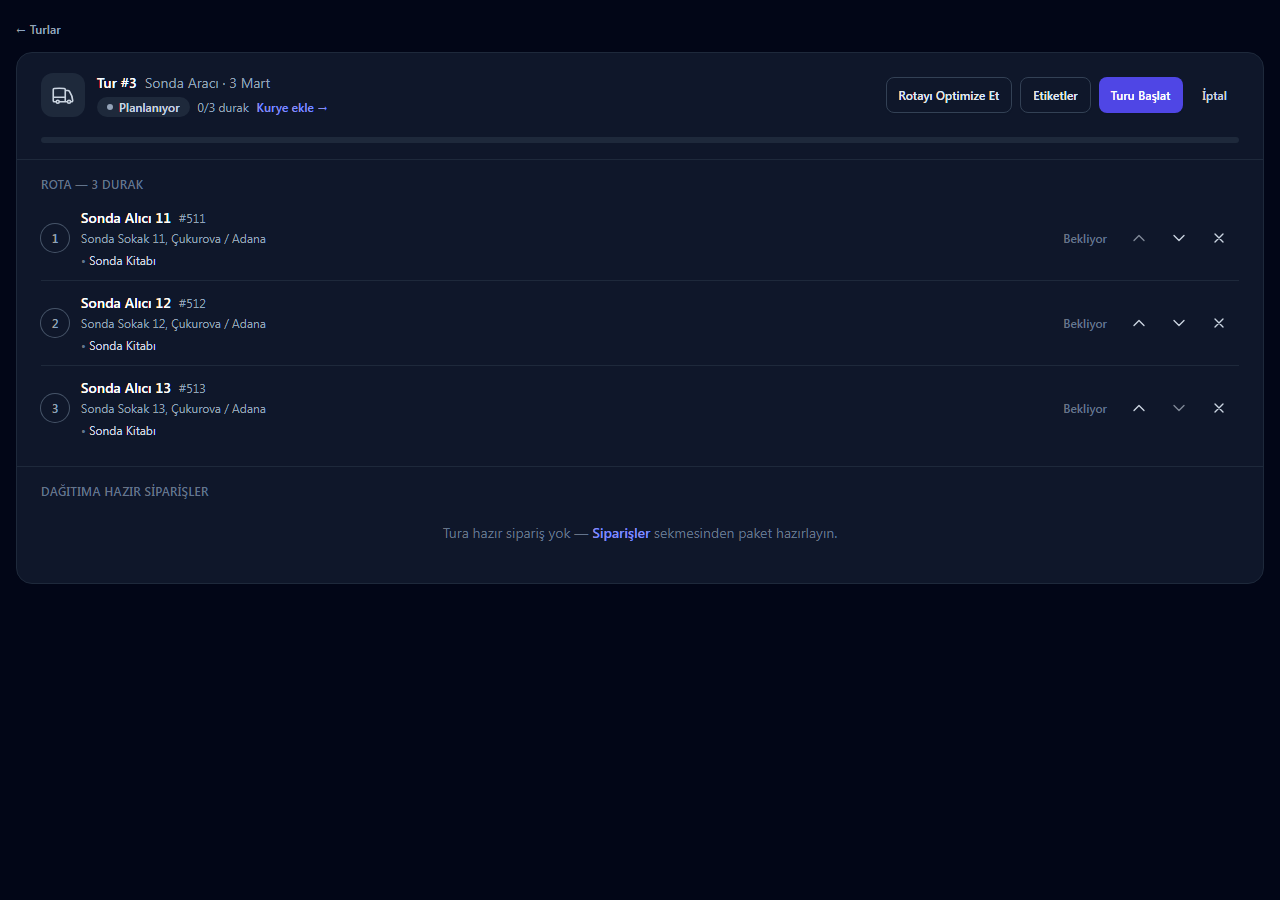 ← Turlar
Tur #3 Sonda Aracı · 3 Mart
Planlanıyor 0/3 durak Kurye ekle →
Rotayı Optimize Et
Etiketler
Turu Başlat
İptal
ROTA — 3 DURAK
1
Sonda Alıcı 11 #511
Sonda Sokak 11, Çukurova / Adana
• Sonda Kitabı
Bekliyor
2
Sonda Alıcı 12 #512
Sonda Sokak 12, Çukurova / Adana
• Sonda Kitabı
Bekliyor
3
Sonda Alıcı 13 #513
Sonda Sokak 13, Çukurova / Adana
• Sonda Kitabı
Bekliyor
DAĞITIMA HAZIR SİPARİŞLER
Tura hazır sipariş yok — Siparişler sekmesinden paket hazırlayın.